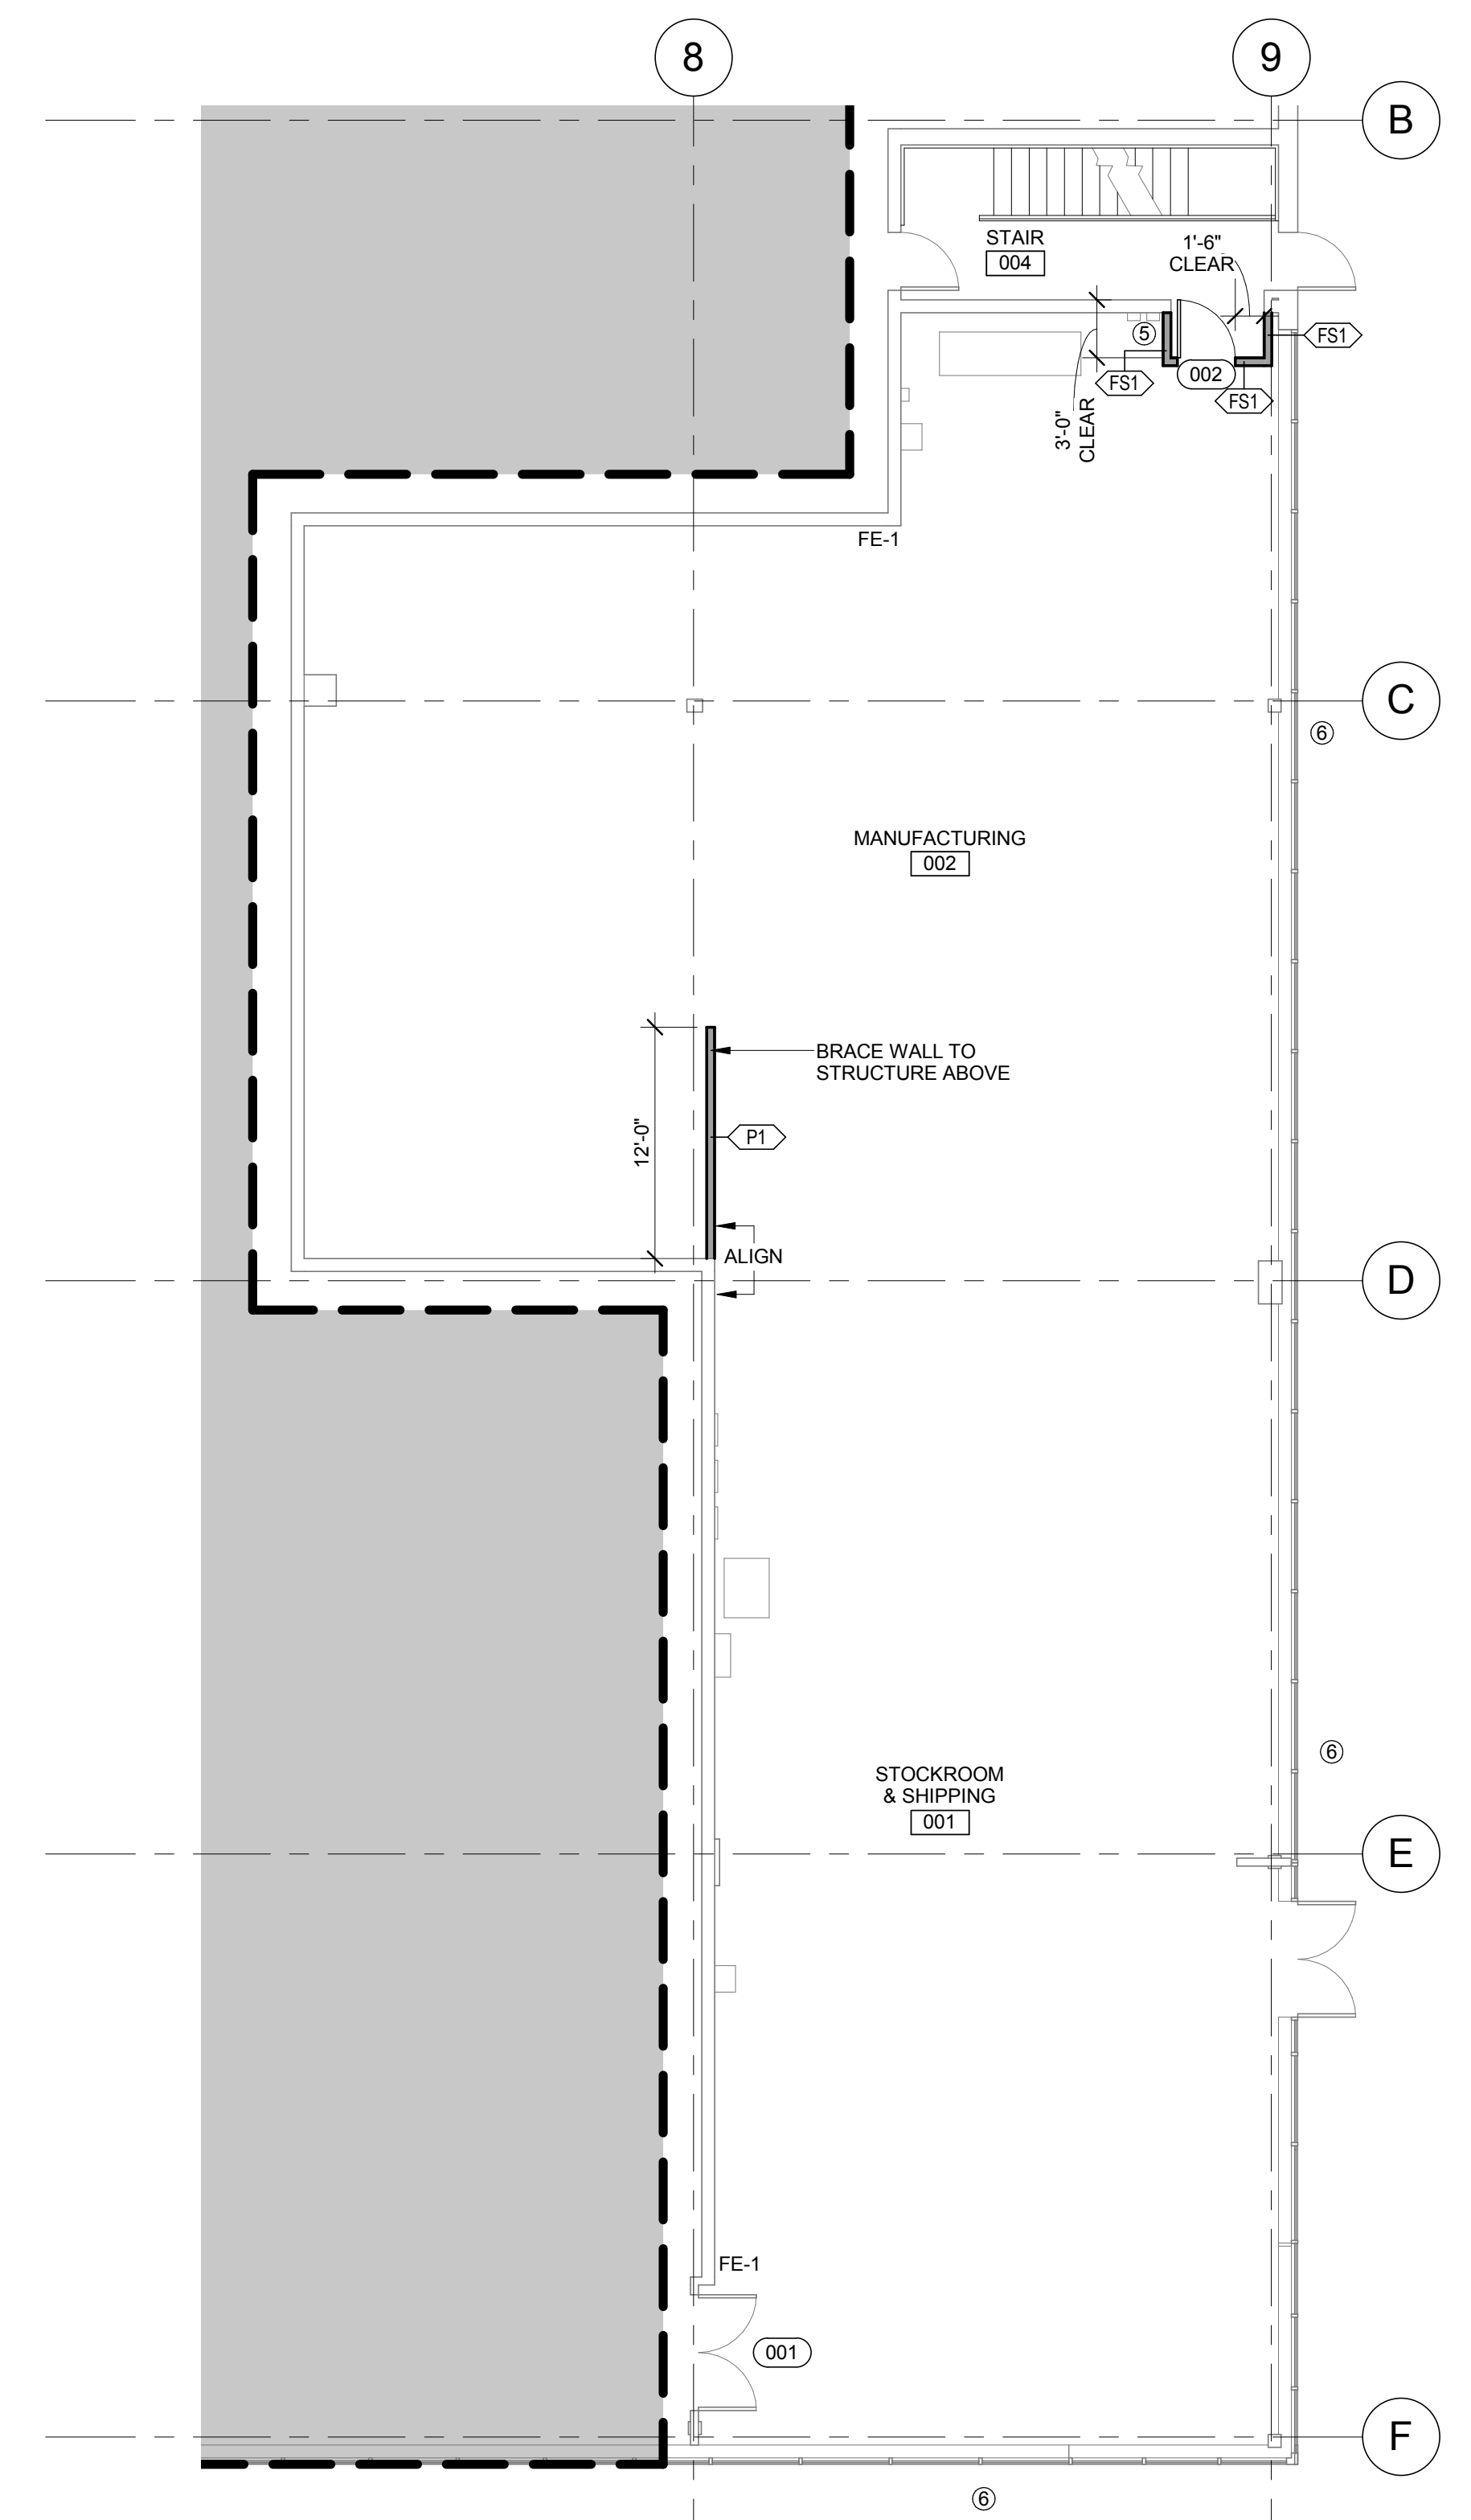 8
9
B
STAIR
004
1'-6"
CLEAR
5
FS1
FS1
002
FS1
3'-0"
CLEAR
FE-1
C
6
MANUFACTURING
002
BRACE WALL TO
STRUCTURE ABOVE
12'-0"
P1
ALIGN
D
6
STOCKROOM
& SHIPPING
001
E
FE-1
001
F
6